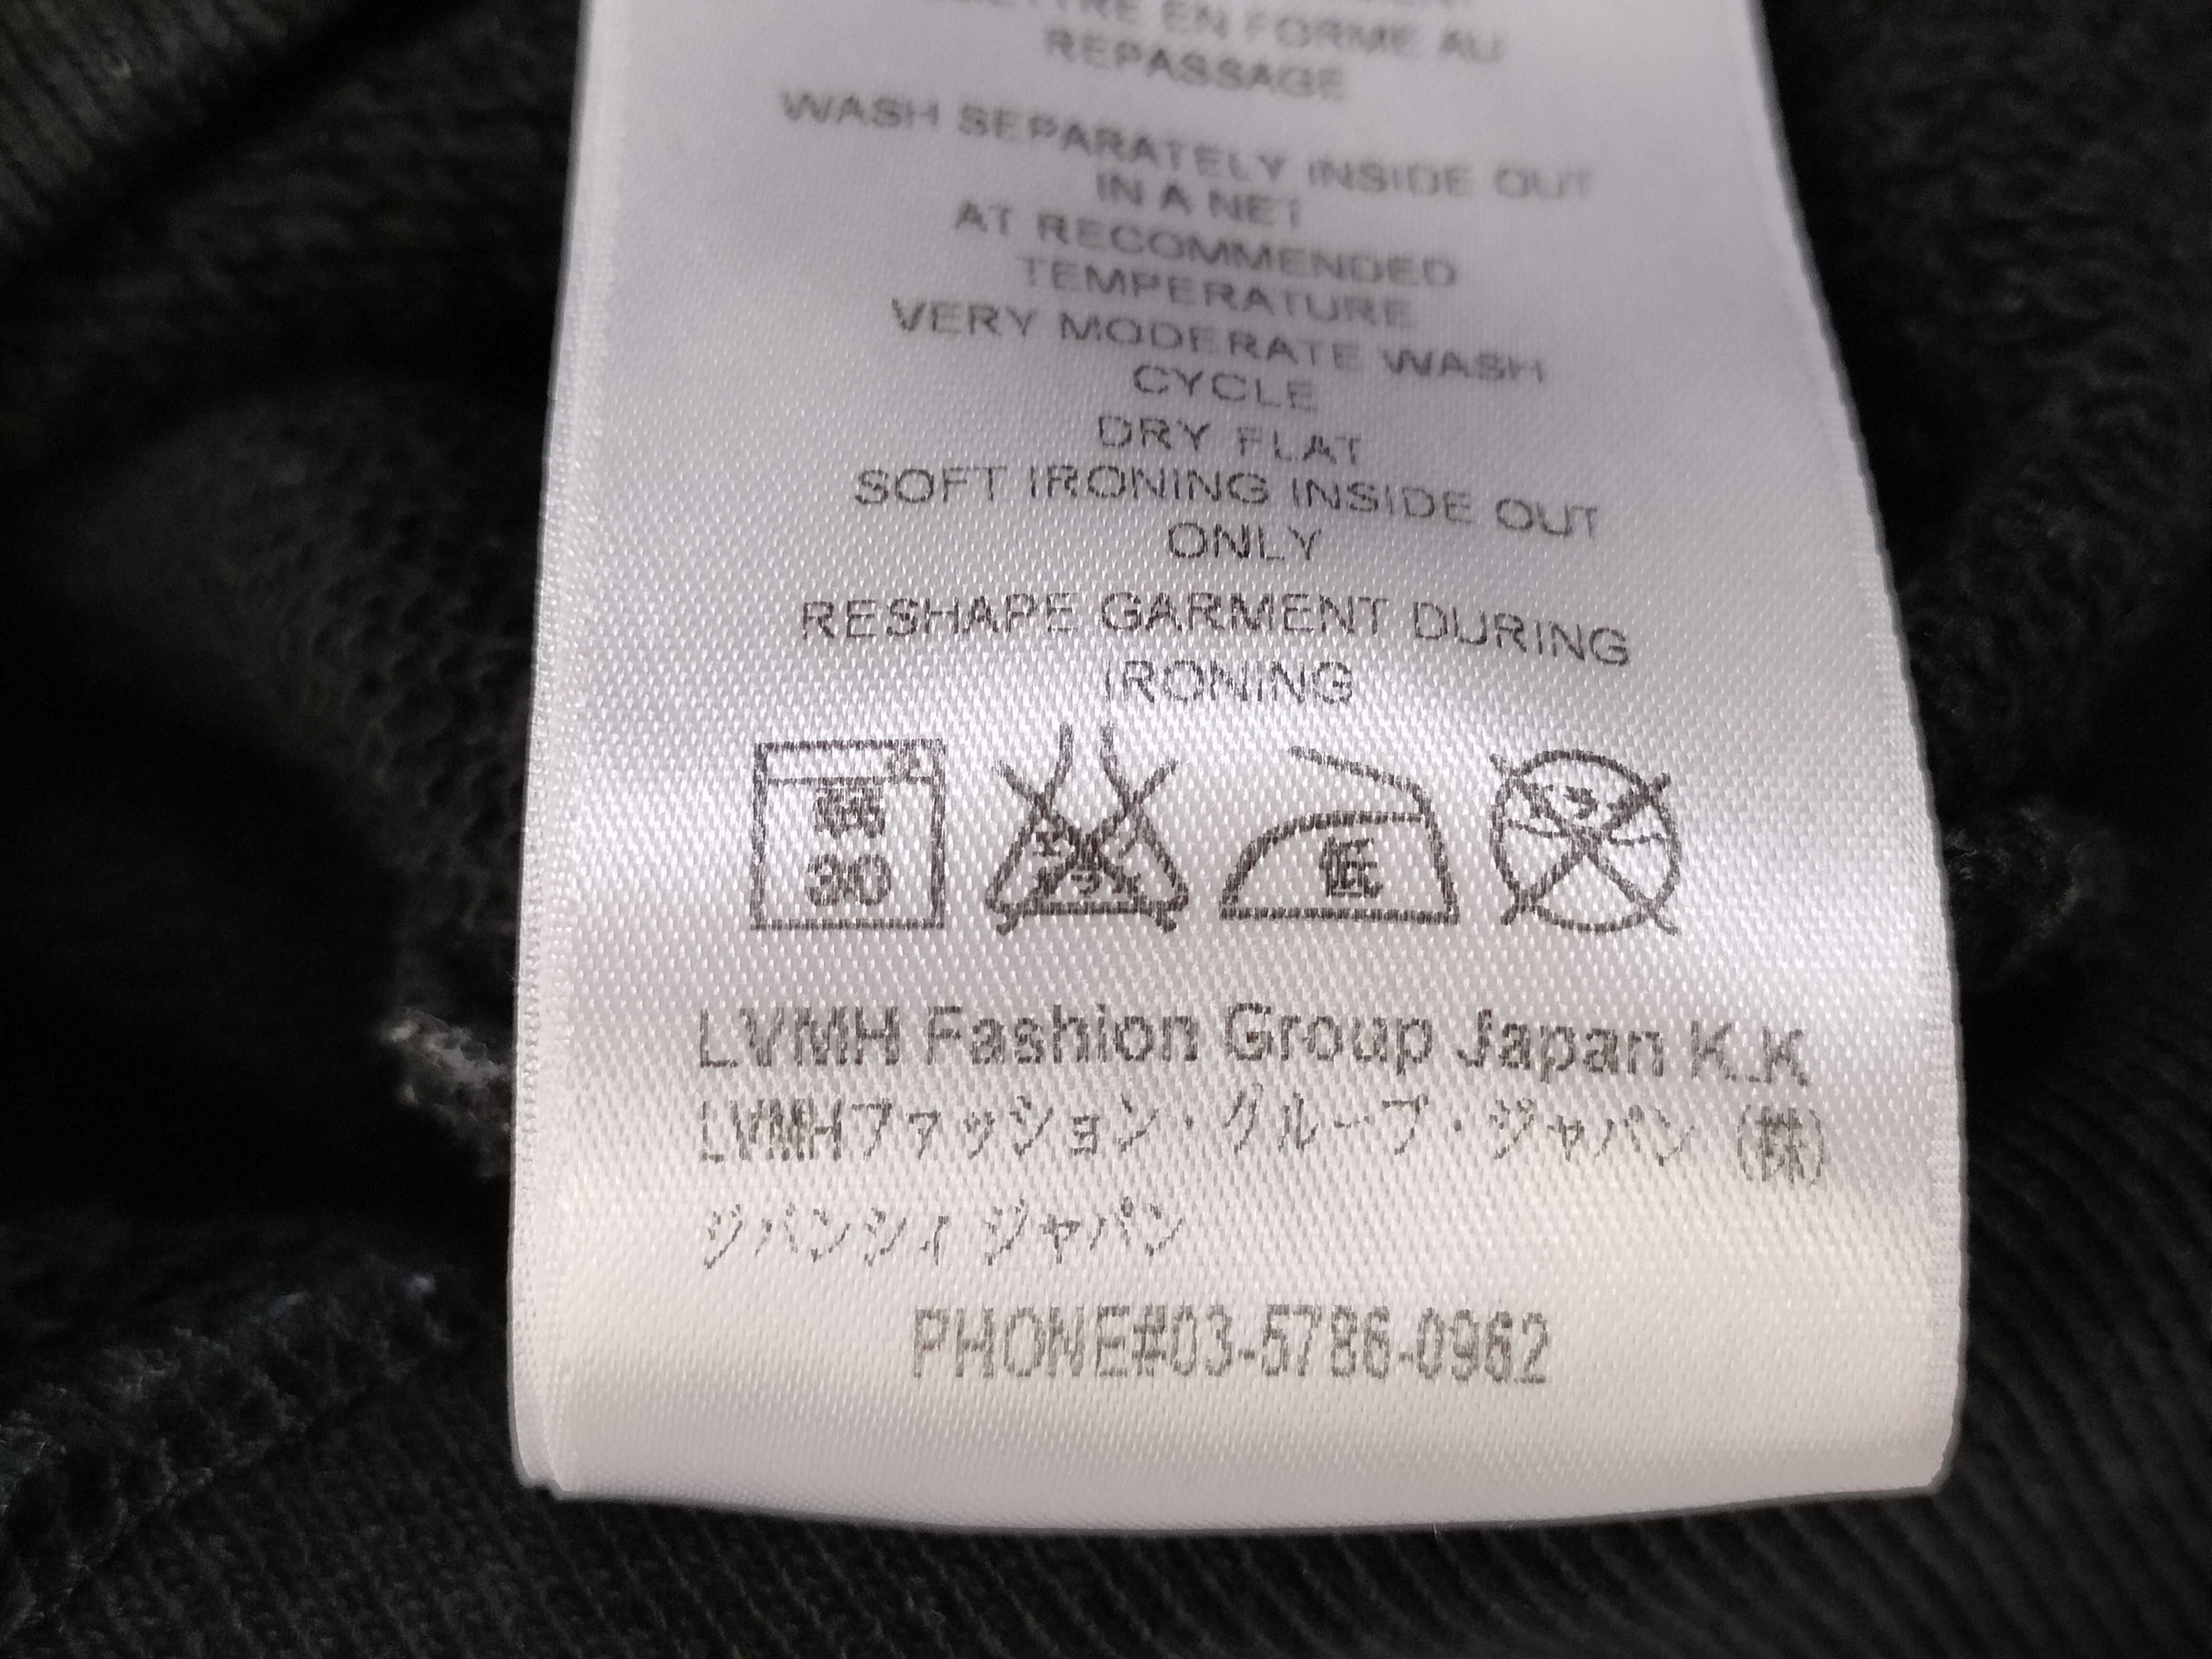 EN FORME AU
REPASSAGE
WASH SEPARATELY INSIDE OUT
IN A NET
AT RECOMMENDED
TEMPERATURE
VERY MODERATE WASH
CYCLE
DRY FLAT
SOFT IRONING INSIDE OUT
ONLY
RESHAPE GARMENT DURING
IRONING
弱
30
低
LVMH Fashion Group Japan K.K
LVMHファッション・グループ・ジャパン (株)
ジバンシィ ジャパン
PHONE#03-5786-0962